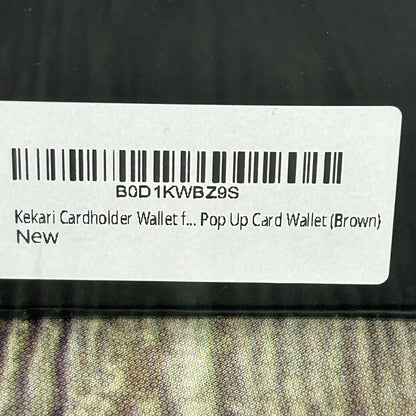 B0D1KWBZ9S
Kekari Cardholder Wallet f... Pop Up Card Wallet (Brown)
New